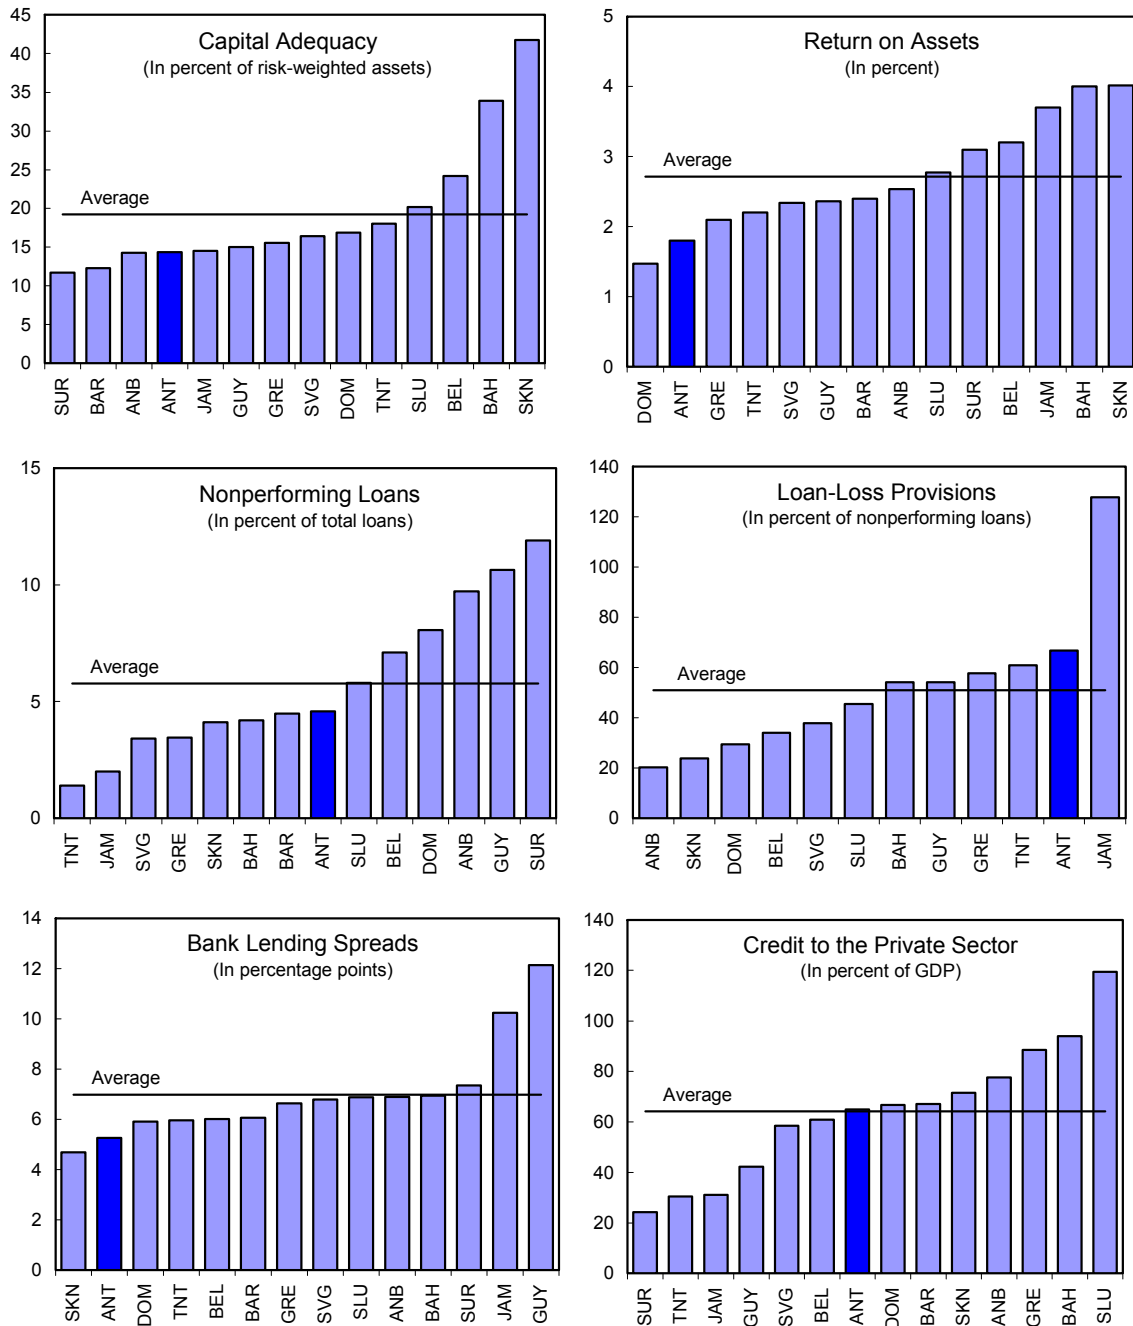 Capital Adequacy
(In percent of risk-weighted assets)
45
40
35
30
25
20
15
10
5
0
Average
SUR BAR ANB ANT JAM GUY GRE SVG DOM TNT SLU BEL BAH SKN
Return on Assets
(In percent)
5
4
3
2
1
0
Average
DOM ANT GRE TNT SVG GUY BAR ANB SLU SUR BEL JAM BAH SKN
Nonperforming Loans
(In percent of total loans)
15
10
5
0
Average
TNT JAM SVG GRE SKN BAH BAR ANT SLU BEL DOM ANB GUY SUR
Loan-Loss Provisions
(In percent of nonperforming loans)
140
120
100
80
60
40
20
0
Average
ANB SKN DOM BEL SVG SLU BAH GUY GRE TNT ANT JAM
Bank Lending Spreads
(In percentage points)
14
12
10
8
6
4
2
0
Average
SKN ANT DOM TNT BEL BAR GRE SVG SLU ANB BAH SUR JAM GUY
Credit to the Private Sector
(In percent of GDP)
140
120
100
80
60
40
20
0
Average
SUR TNT JAM GUY SVG BEL ANT DOM BAR SKN ANB GRE BAH SLU